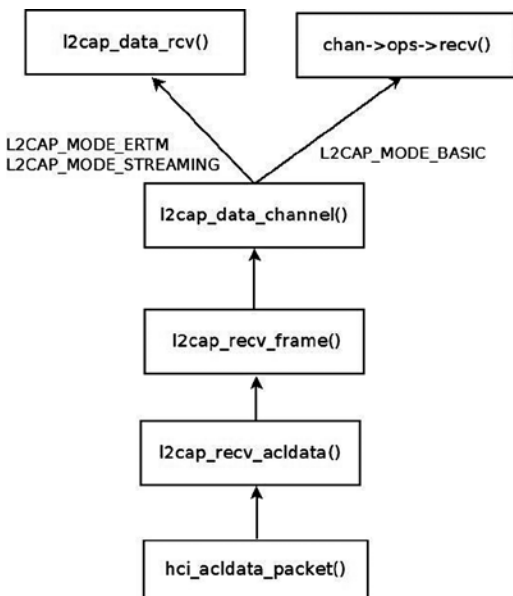 l2cap_data_rcv()
chan->ops->recv()
L2CAP_MODE_ERTM
L2CAP_MODE_STREAMING
L2CAP_MODE_BASIC
l2cap_data_channel()
l2cap_recv_frame()
l2cap_recv_acldata()
hci_acldata_packet()